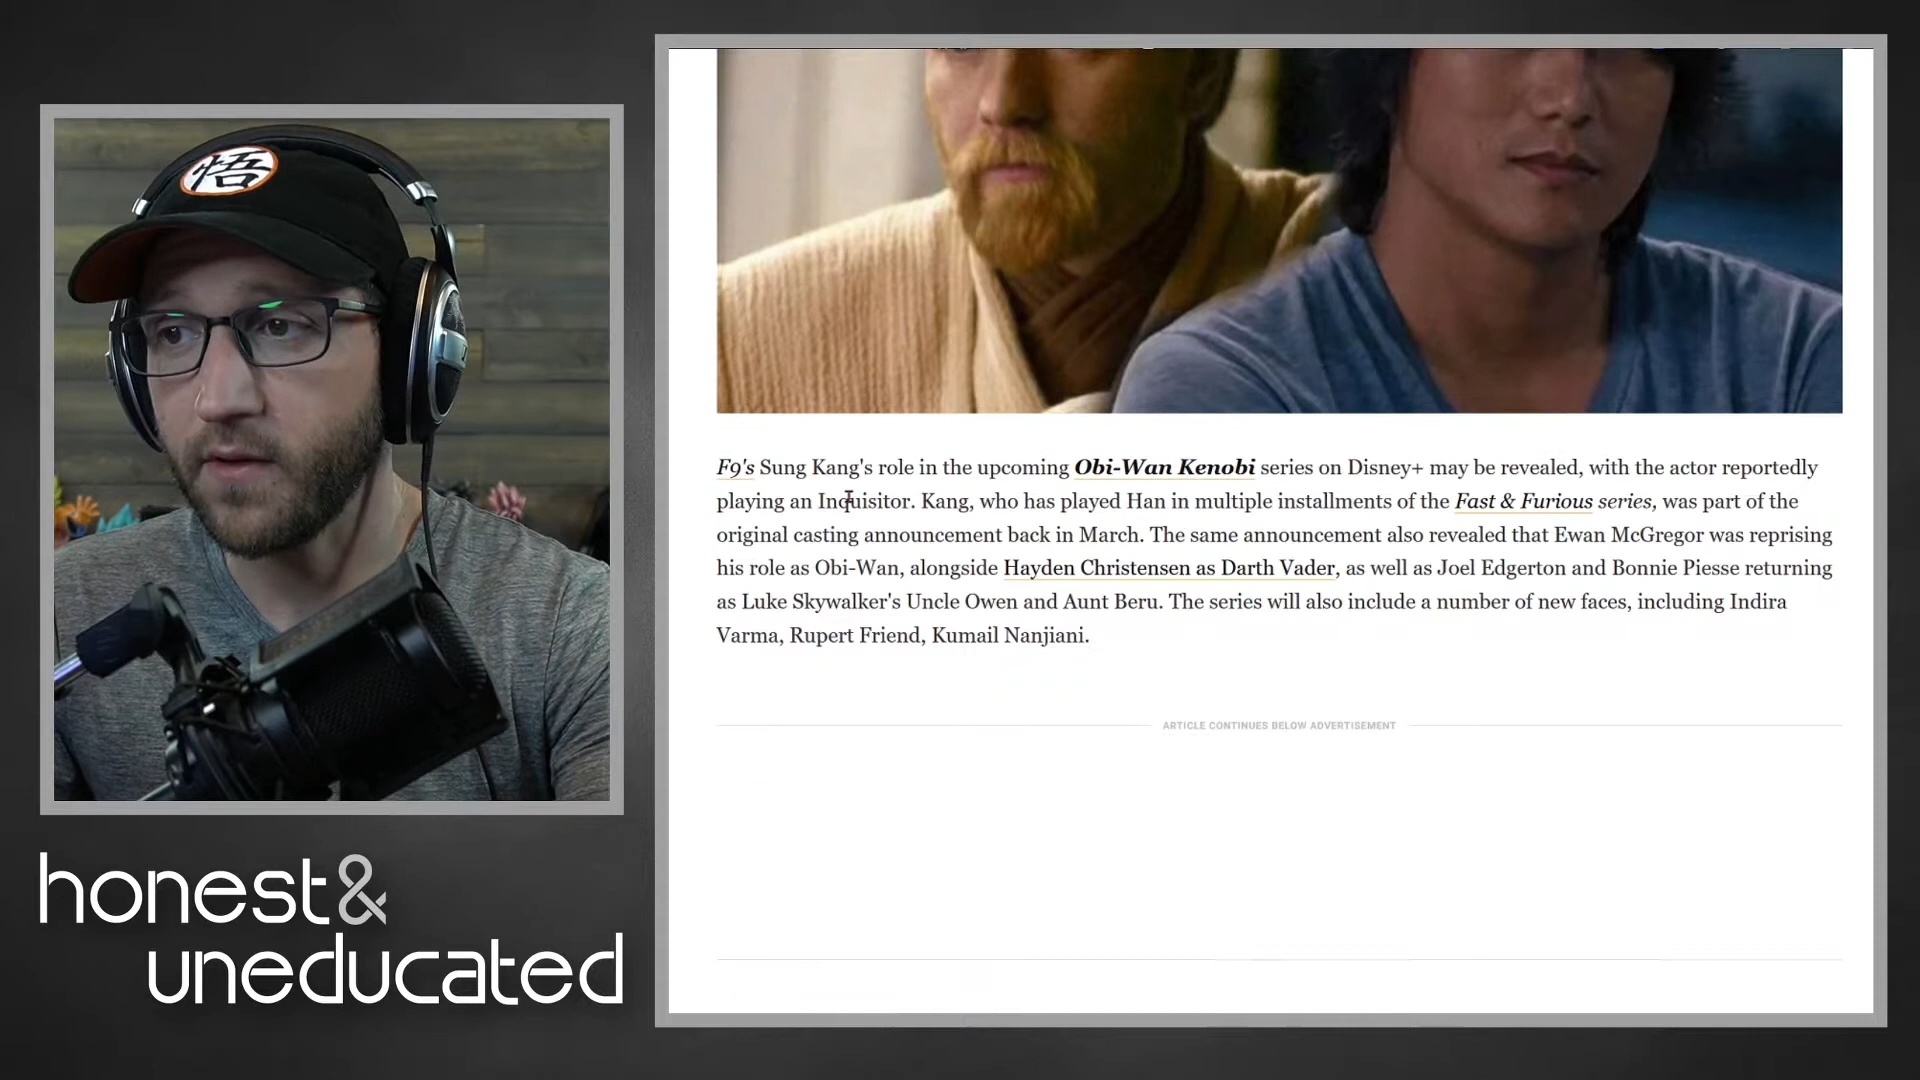 悟
honest&
uneducated
F9's Sung Kang's role in the upcoming Obi-Wan Kenobi series on Disney+ may be revealed, with the actor reportedly
playing an Inquisitor. Kang, who has played Han in multiple installments of the Fast & Furious series, was part of the
original casting announcement back in March. The same announcement also revealed that Ewan McGregor was reprising
his role as Obi-Wan, alongside Hayden Christensen as Darth Vader, as well as Joel Edgerton and Bonnie Piesse returning
as Luke Skywalker's Uncle Owen and Aunt Beru. The series will also include a number of new faces, including Indira
Varma, Rupert Friend, Kumail Nanjiani.
ARTICLE CONTINUES BELOW ADVERTISEMENT